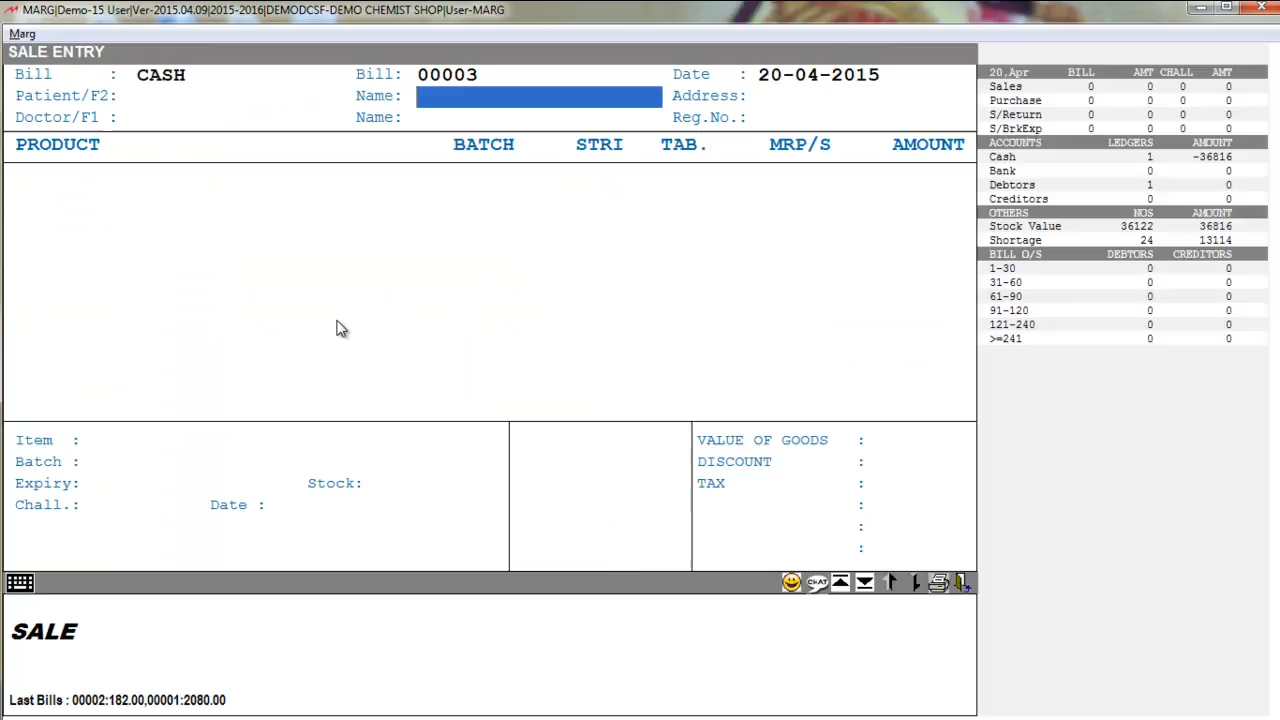 MARG|Demo-15 User|Ver-2015.04.09|2015-2016|DEMODCSF-DEMO CHEMIST SHOP|User-MARG
Marg
SALE ENTRY
Bill : CASH Bill: 00003 Date : 20-04-2015
Patient/F2: Name: Address:
Doctor/F1 : Name: Reg.No.:
PRODUCT BATCH STRI TAB. MRP/S AMOUNT
Item :
Batch :
Expiry: Stock:
Chall.: Date :
VALUE OF GOODS :
DISCOUNT :
TAX :
:
:
:
CHAT
SALE
Last Bills : 00002:182.00,00001:2080.00
20,Apr BILL AMT CHALL AMT
Sales 0 0 0 0
Purchase 0 0 0 0
S/Return 0 0 0 0
S/BrkExp 0 0 0 0
ACCOUNTS LEDGERS AMOUNT
Cash 1 -36816
Bank 0 0
Debtors 1 0
Creditors 0 0
OTHERS NOS AMOUNT
Stock Value 36122 36816
Shortage 24 13114
BILL O/S DEBTORS CREDITORS
1-30 0 0
31-60 0 0
61-90 0 0
91-120 0 0
121-240 0 0
>=241 0 0